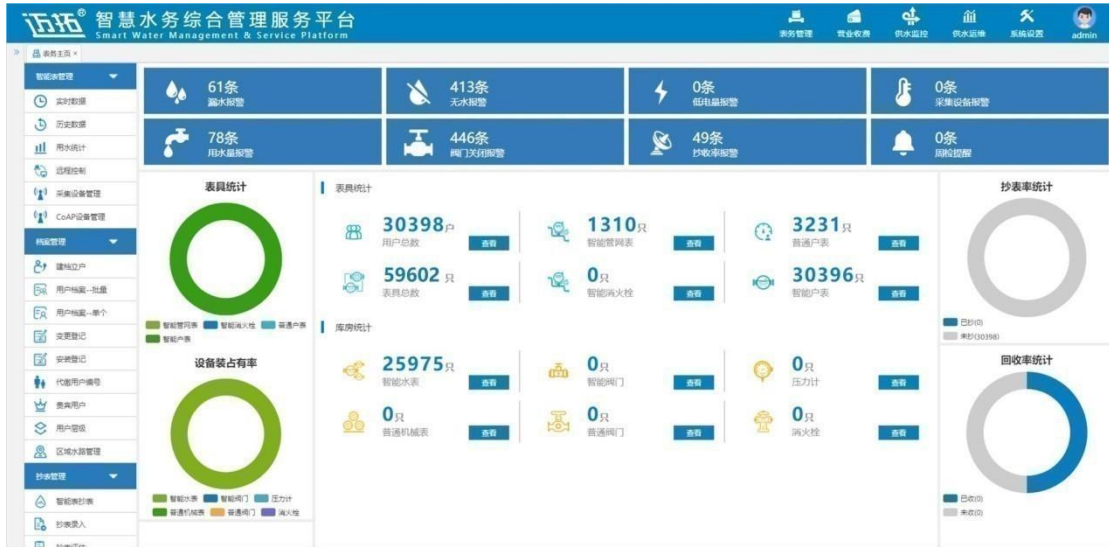 迈拓® 智慧水务综合管理服务平台
Smart Water Management & Service Platform
表务管理 营业收费 供水监控 供水运维 系统设置 admin
» 表务主页 ×
智能表管理
实时数据
历史数据
用水统计
远程控制
采集设备管理
CoAP设备管理
档案管理
建档立户
用户档案--批量
用户档案--单个
变更登记
安装登记
代缴用户编号
贵宾用户
用户层级
区域水路管理
抄表管理
智能表抄表
抄表录入
61条
漏水报警
413条
无水报警
0条
低电量报警
0条
采集设备报警
78条
用水量报警
446条
阀门关闭报警
49条
抄收率报警
0条
周检提醒
表具统计
智能管网表 智能消火栓 普通户表
智能户表
设备装占有率
智能水表 智能阀门 压力计
普通机械表 普通阀门 消火栓
表具统计
30398户
用户总数 查看
1310只
智能管网表 查看
3231只
普通户表 查看
59602只
表具总数 查看
0只
智能消火栓 查看
30396只
智能户表 查看
库房统计
25975只
智能水表 查看
0只
智能阀门 查看
0只
压力计 查看
0只
普通机械表 查看
0只
普通阀门 查看
0只
消火栓 查看
抄表率统计
已抄(0)
未抄(30398)
回收率统计
已收(0)
未收(0)